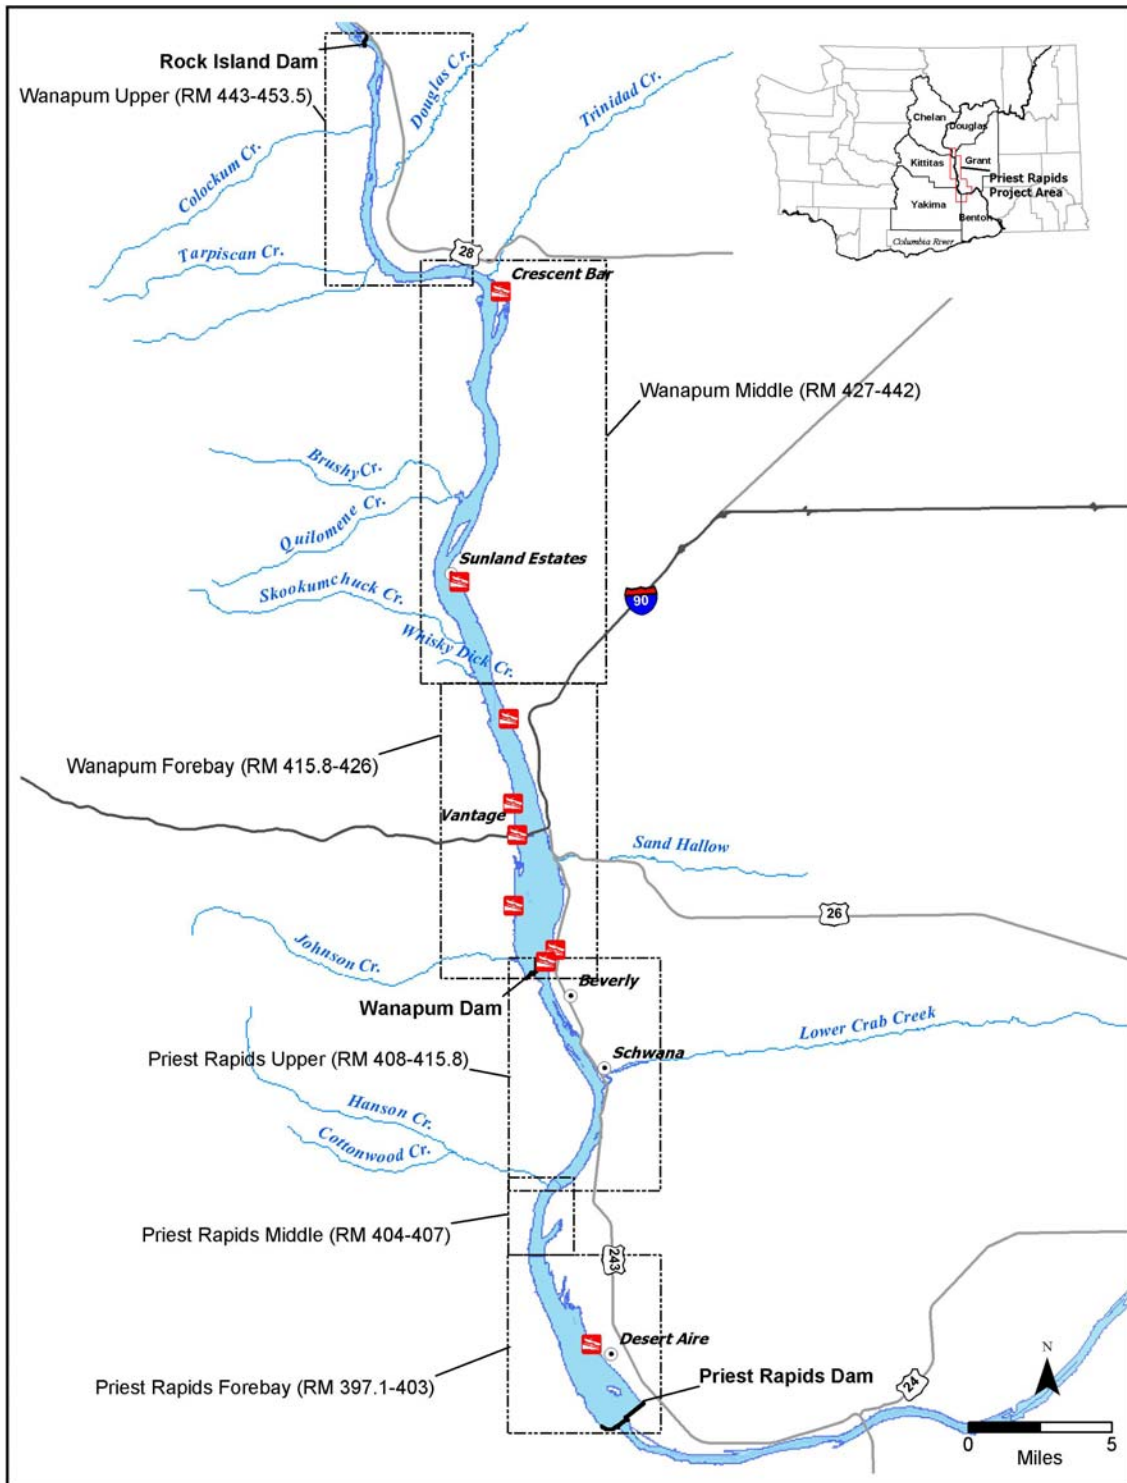 Rock Island Dam
Wanapum Upper (RM 443-453.5)
Douglas Cr.
Trinidad Cr.
Colockum Cr.
Tarpiscan Cr.
28
Crescent Bar
Chelan
Douglas
Kittitas
Grant
Priest Rapids
Project Area
Yakima
Benton
Columbia River
Wanapum Middle (RM 427-442)
Brushy Cr.
Quilomene Cr.
Sunland Estates
Skookumchuck Cr.
90
Whisky Dick Cr.
Wanapum Forebay (RM 415.8-426)
Vantage
Sand Hallow
26
Johnson Cr.
Beverly
Wanapum Dam
Lower Crab Creek
Schwana
Priest Rapids Upper (RM 408-415.8)
Hanson Cr.
Cottonwood Cr.
Priest Rapids Middle (RM 404-407)
243
Desert Aire
Priest Rapids Dam
Priest Rapids Forebay (RM 397.1-403)
24
N
0 5
Miles